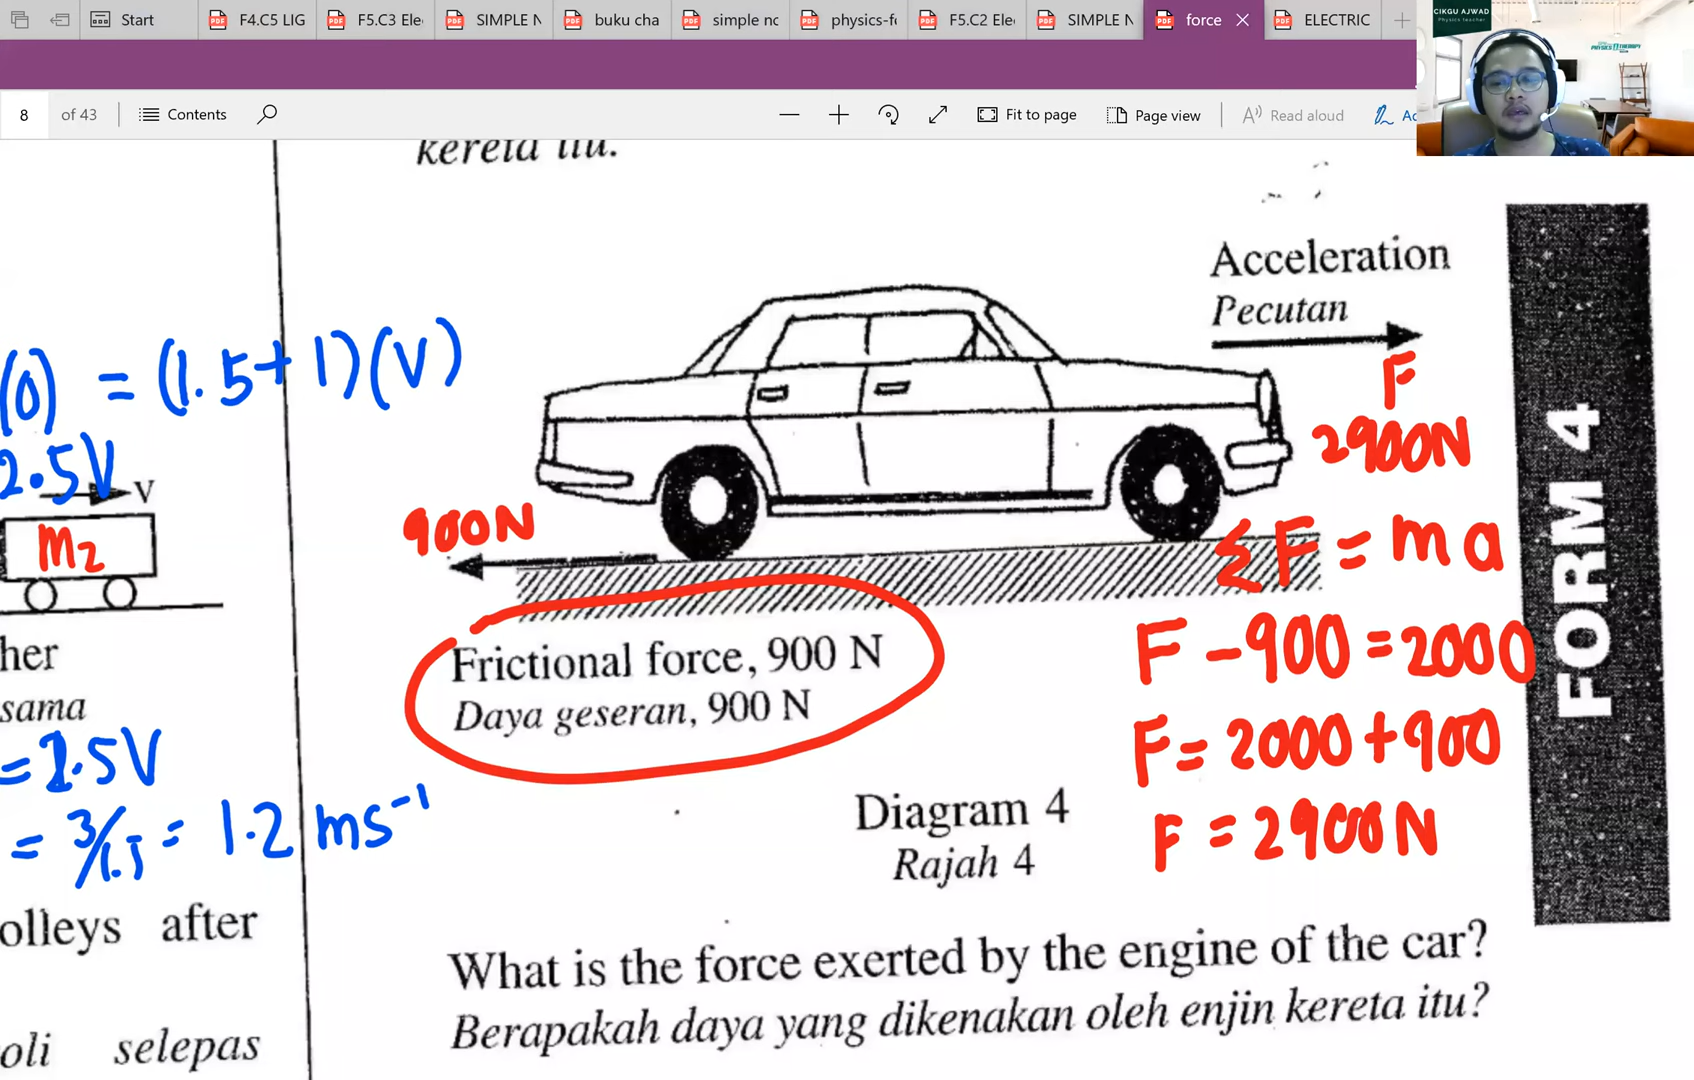 Start
F4.C5 LIG
F5.C3 Ele
SIMPLE N
buku cha
simple nc
physics-fe
F5.C2 Ele
SIMPLE N
force
ELECTRIC
CIKGU AJWAD
Physics teacher
PHYSICS THERAPY
8 of 43
Contents
Fit to page
Page view
Read aloud
kereta itu.
Acceleration
Pecutan
F
2900N
(0) = (1.5+1)(V)
2.5V
V
m2
900N
ΣF = ma
F - 900 = 2000
F = 2000 + 900
F = 2900N
Frictional force, 900 N
Daya geseran, 900 N
her
sama
= 2.5V
= 1.2 ms⁻¹
Diagram 4
Rajah 4
olleys after
oli selepas
What is the force exerted by the engine of the car?
Berapakah daya yang dikenakan oleh enjin kereta itu?
FORM 4